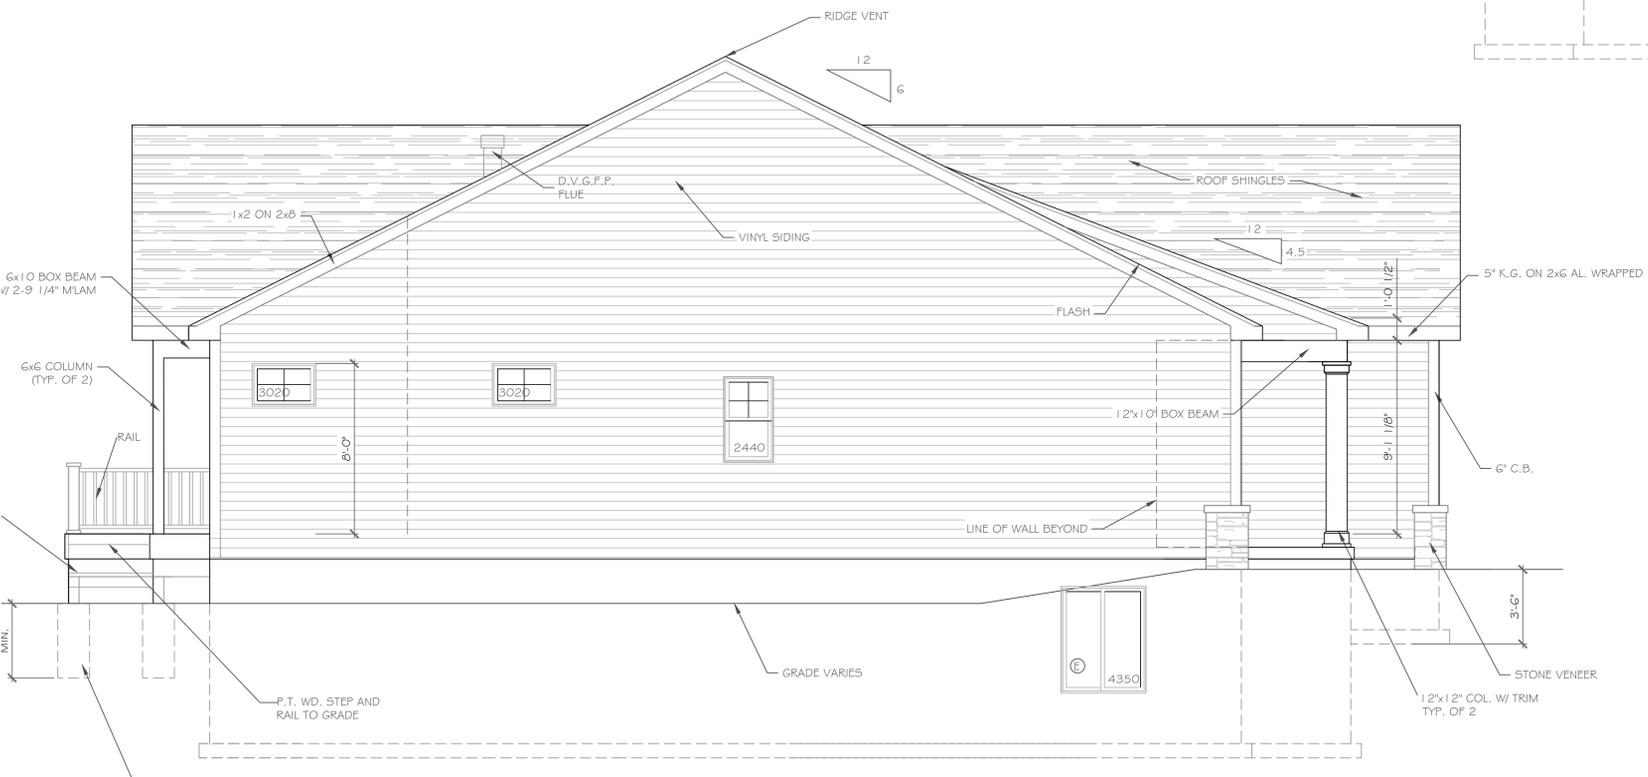 RIDGE VENT
12
6
D.V.G.F.P.
FLUE
ROOF SHINGLES
1x2 ON 2x8
VINYL SIDING
12
4.5
6x10 BOX BEAM
W/ 2-9 1/4" M'LAM
5" K.G. ON 2x6 AL. WRAPPED
1'-0 1/2"
FLASH
6x6 COLUMN
(TYP. OF 2)
3020
3020
12"x10" BOX BEAM
RAIL
8'-0"
2440
9'-1 1/8"
6" C.B.
LINE OF WALL BEYOND
MIN.
3'-6"
GRADE VARIES
E
4350
STONE VENEER
P.T. WD. STEP AND
RAIL TO GRADE
12"x12" COL. W/ TRIM
TYP. OF 2